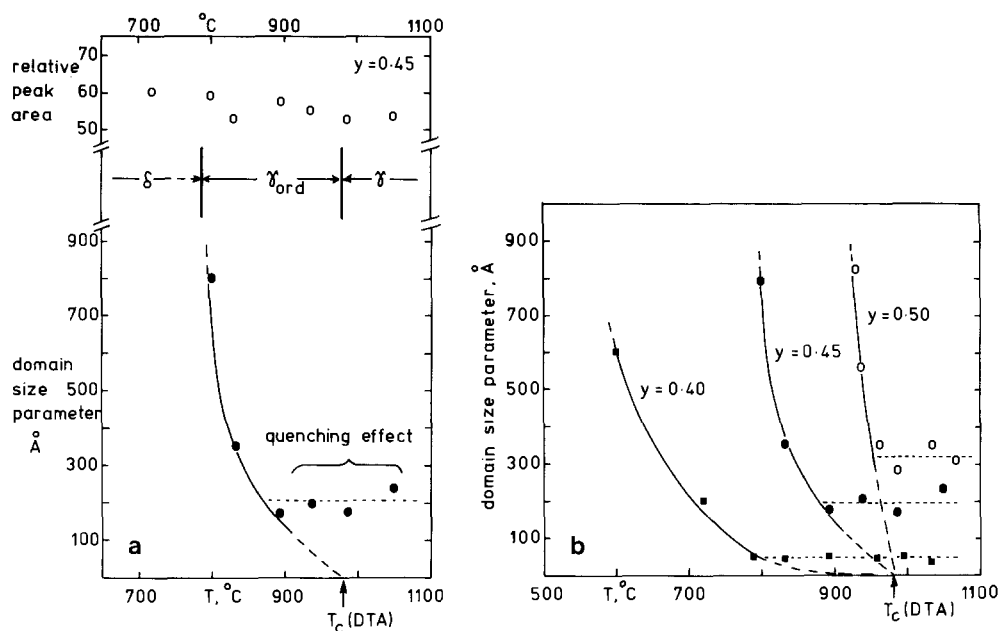 700 °C 900 1100
75
relative
peak
area
60
50
y=0·45
δ γord γ
900
700
domain
size
parameter
Å
500
300
100
quenching effect
a
700 T,°C 900 1100
Tc(DTA)
domain size parameter, Å
900
700
500
300
100
y=0·50
y=0·45
y=0·40
b
500 T,°C 700 900 1100
Tc(DTA)